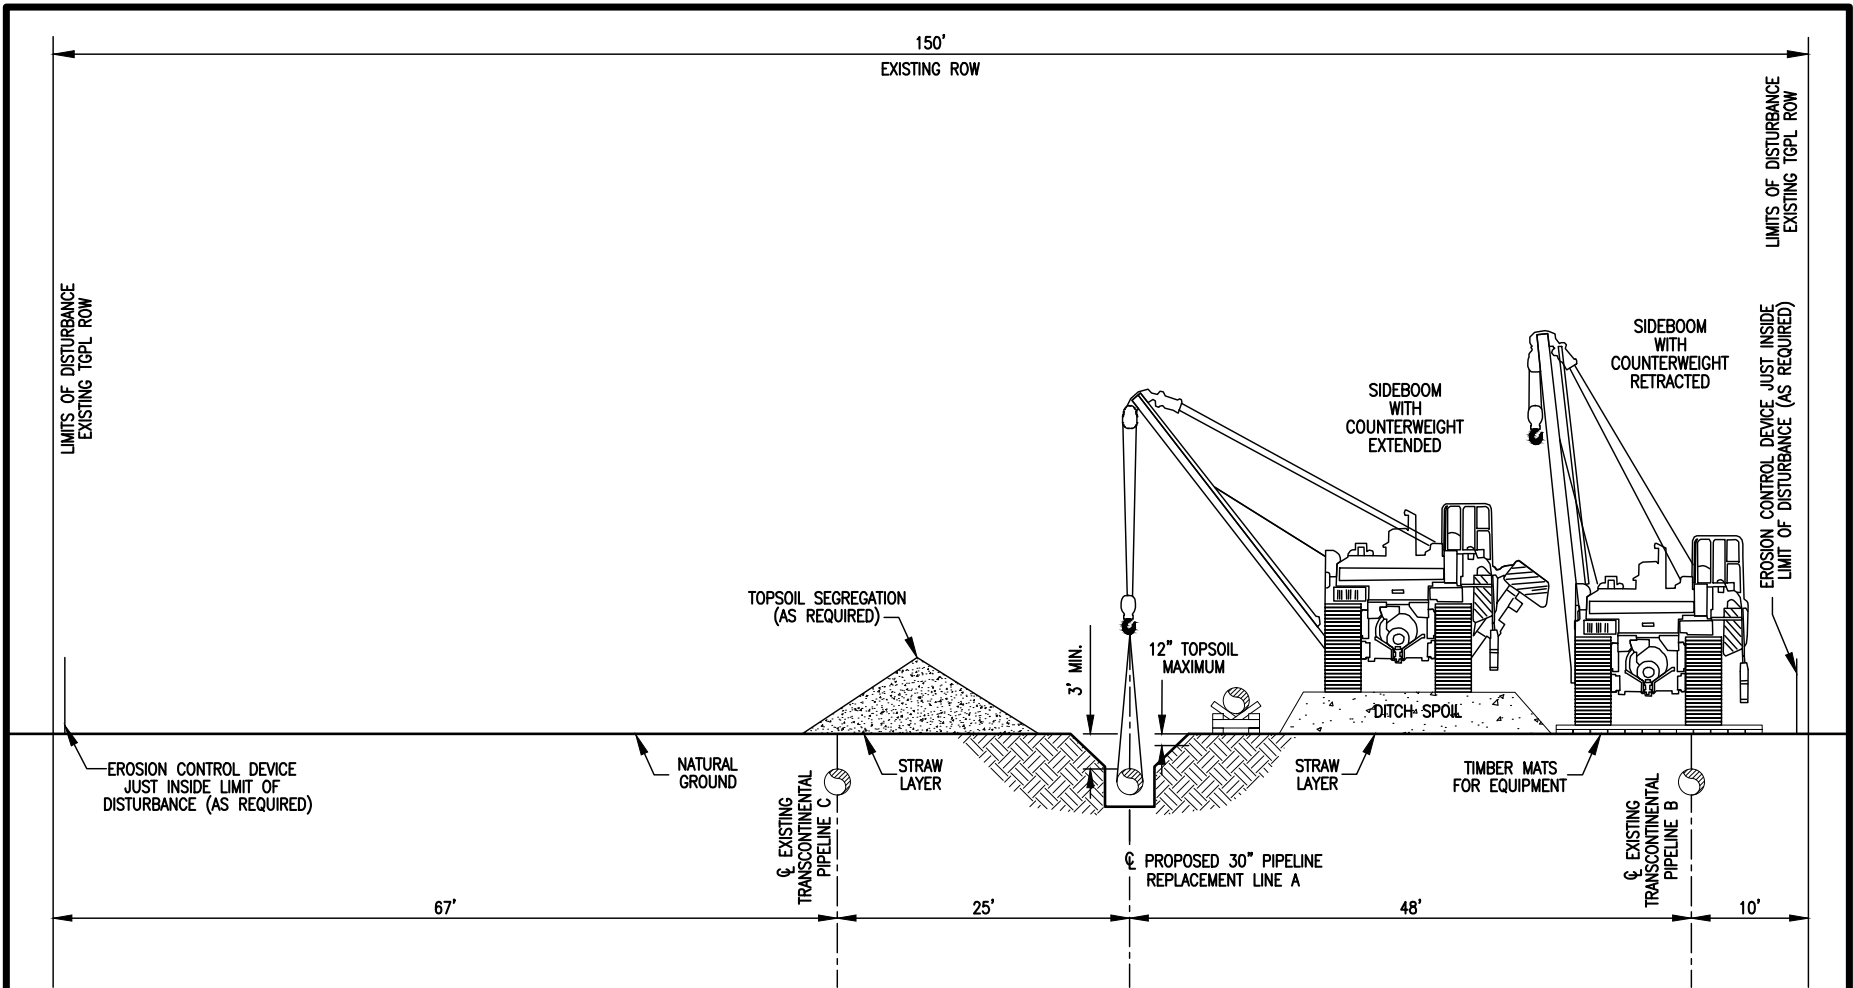 150'
EXISTING ROW
LIMITS OF DISTURBANCE
EXISTING TGPL ROW
LIMITS OF DISTURBANCE
EXISTING TGPL ROW
EROSION CONTROL DEVICE JUST INSIDE
LIMIT OF DISTURBANCE (AS REQUIRED)
SIDEBOOM
WITH
COUNTERWEIGHT
RETRACTED
SIDEBOOM
WITH
COUNTERWEIGHT
EXTENDED
TOPSOIL SEGREGATION
(AS REQUIRED)
3' MIN.
12" TOPSOIL
MAXIMUM
DITCH SPOIL
EROSION CONTROL DEVICE
JUST INSIDE LIMIT OF
DISTURBANCE (AS REQUIRED)
NATURAL
GROUND
STRAW
LAYER
STRAW
LAYER
TIMBER MATS
FOR EQUIPMENT
℄ EXISTING
TRANSCONTINENTAL
PIPELINE C
℄ PROPOSED 30" PIPELINE
REPLACEMENT LINE A
℄ EXISTING
TRANSCONTINENTAL
PIPELINE B
67'
25'
48'
10'